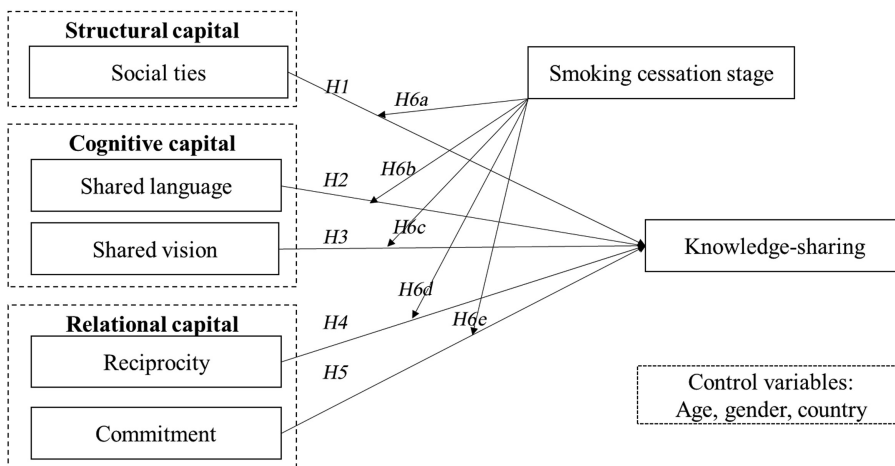 Structural capital
Social ties
Cognitive capital
Shared language
Shared vision
Relational capital
Reciprocity
Commitment
H1
H2
H3
H4
H5
H6a
H6b
H6c
H6d
H6e
Smoking cessation stage
Knowledge-sharing
Control variables:
Age, gender, country